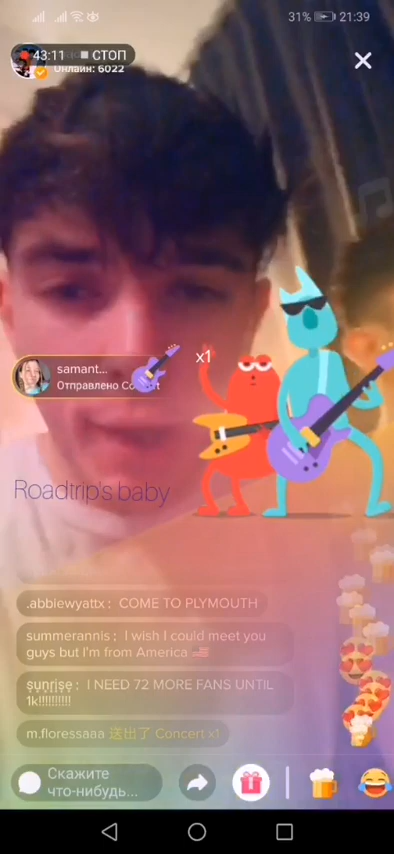 31% 21:39
43:11 СТОП
Онлайн: 6022
samant...
x1
Отправлено
Roadtrip's baby
.abbiewyattx : COME TO PLYMOUTH
summerannis : I wish I could meet you
guys but I'm from America 🇺🇸
şųŋŗįşę : I NEED 72 MORE FANS UNTIL
1k!!!!!!!!!!
m.floressaaa 送出了 Concert x1
Скажите
что-нибудь...